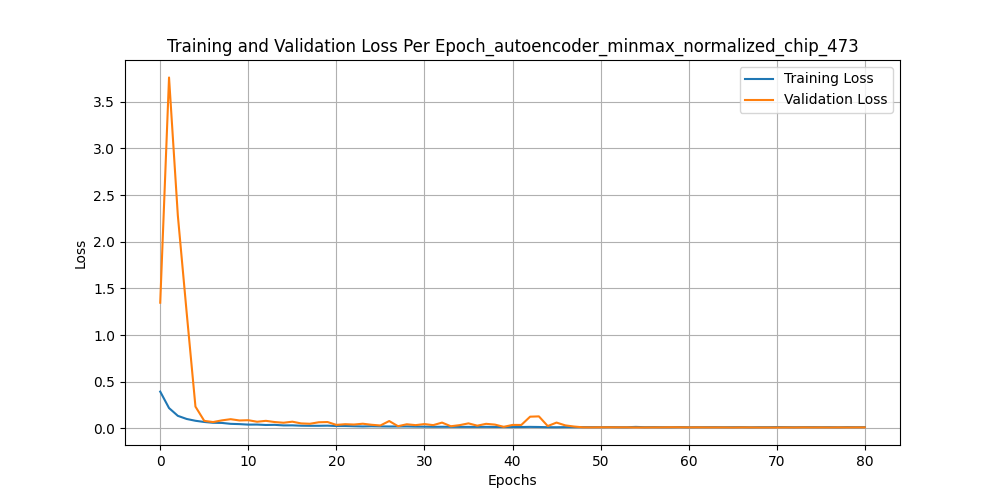 Training and Validation Loss Per Epoch_autoencoder_minmax_normalized_chip_473
Training Loss
Validation Loss
3.5
3.0
2.5
2.0
1.5
1.0
0.5
0.0
Loss
0 10 20 30 40 50 60 70 80
Epochs